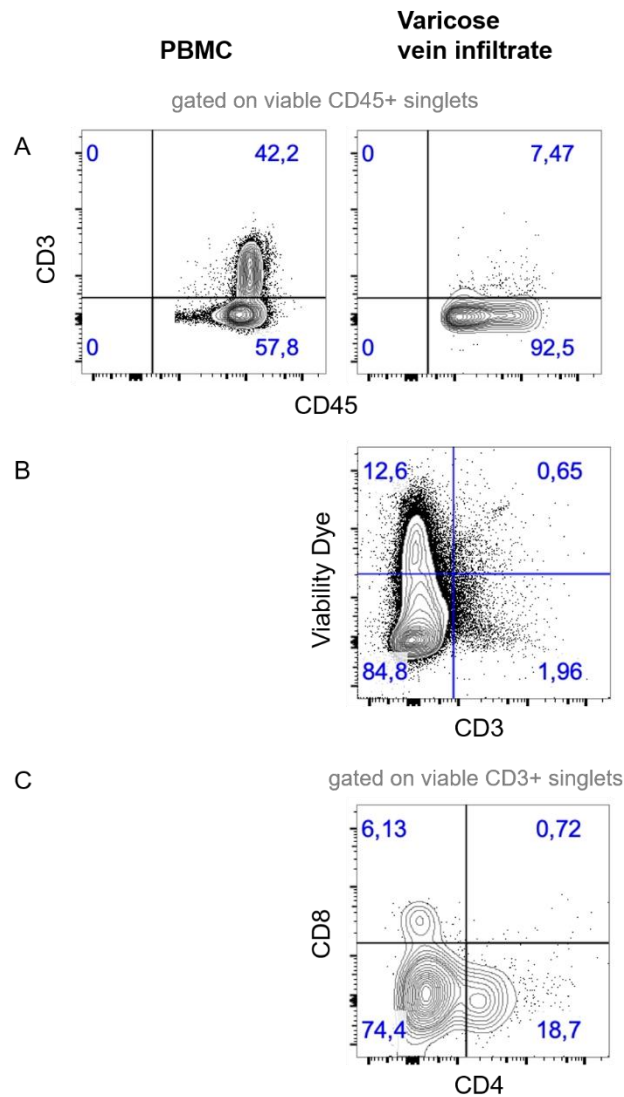 PBMC
Varicose
vein infiltrate
gated on viable CD45+ singlets
A
0
42,2
0
7,47
CD3
0
57,8
0
92,5
CD45
B
12,6
0,65
Viability Dye
84,8
1,96
CD3
C
gated on viable CD3+ singlets
6,13
0,72
CD8
74,4
18,7
CD4